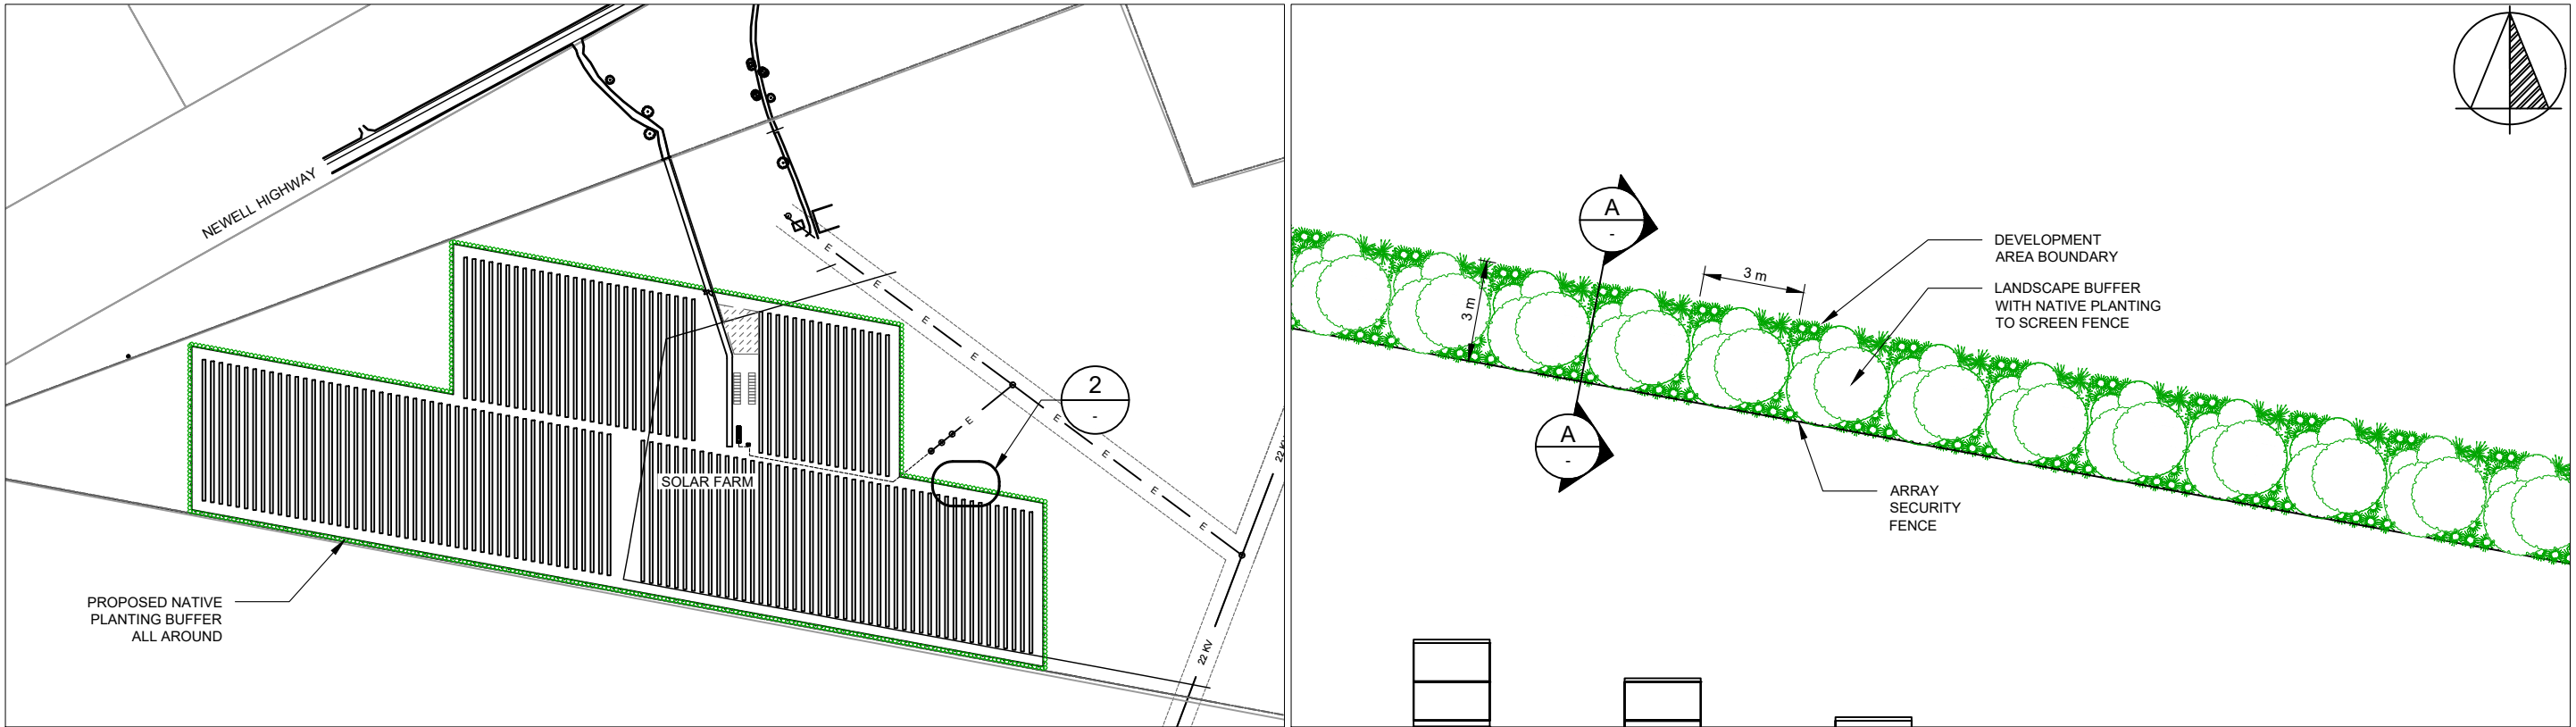 NEWELL HIGHWAY
E
E
E
E
E
E
E
E
2
-
22 KV
22 KV
SOLAR FARM
PROPOSED NATIVE
PLANTING BUFFER
ALL AROUND
A
-
3 m
3 m
DEVELOPMENT
AREA BOUNDARY
LANDSCAPE BUFFER
WITH NATIVE PLANTING
TO SCREEN FENCE
A
-
ARRAY
SECURITY
FENCE